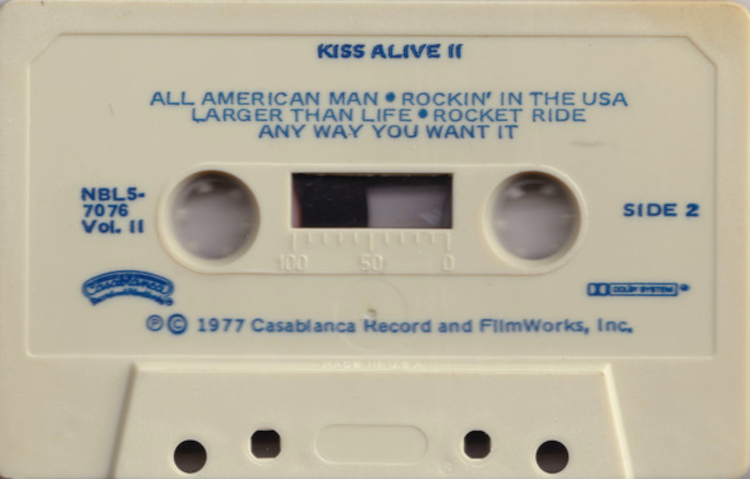 KISS ALIVE II
ALL AMERICAN MAN • ROCKIN' IN THE USA
LARGER THAN LIFE • ROCKET RIDE
ANY WAY YOU WANT IT
NBL5-
7076
Vol. II
SIDE 2
100 50 0
Casablanca
DOLBY SYSTEM
℗© 1977 Casablanca Record and FilmWorks, Inc.
MADE IN U.S.A.